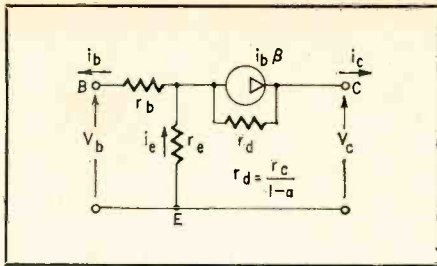 i_b
i_b β
i_c
B
r_b
C
V_b
i_e
r_e
r_d
V_c
r_d = r_c / 1-a
E